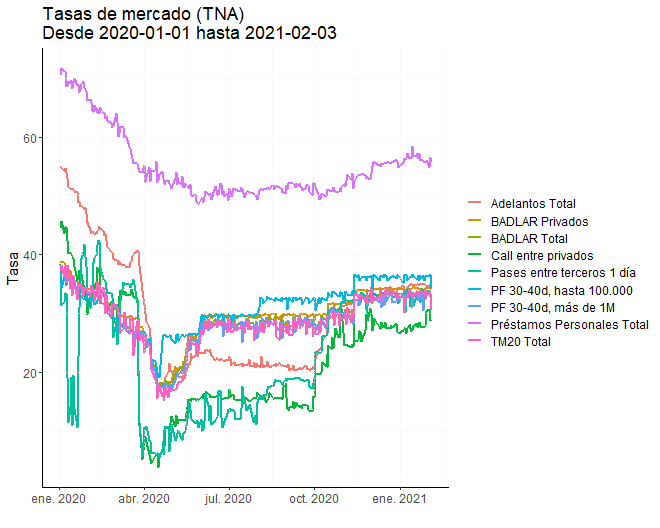 Tasas de mercado (TNA)
Desde 2020-01-01 hasta 2021-02-03
Tasa
60
40
20
ene. 2020
abr. 2020
jul. 2020
oct. 2020
ene. 2021
Adelantos Total
BADLAR Privados
BADLAR Total
Call entre privados
Pases entre terceros 1 día
PF 30-40d, hasta 100.000
PF 30-40d, más de 1M
Préstamos Personales Total
TM20 Total